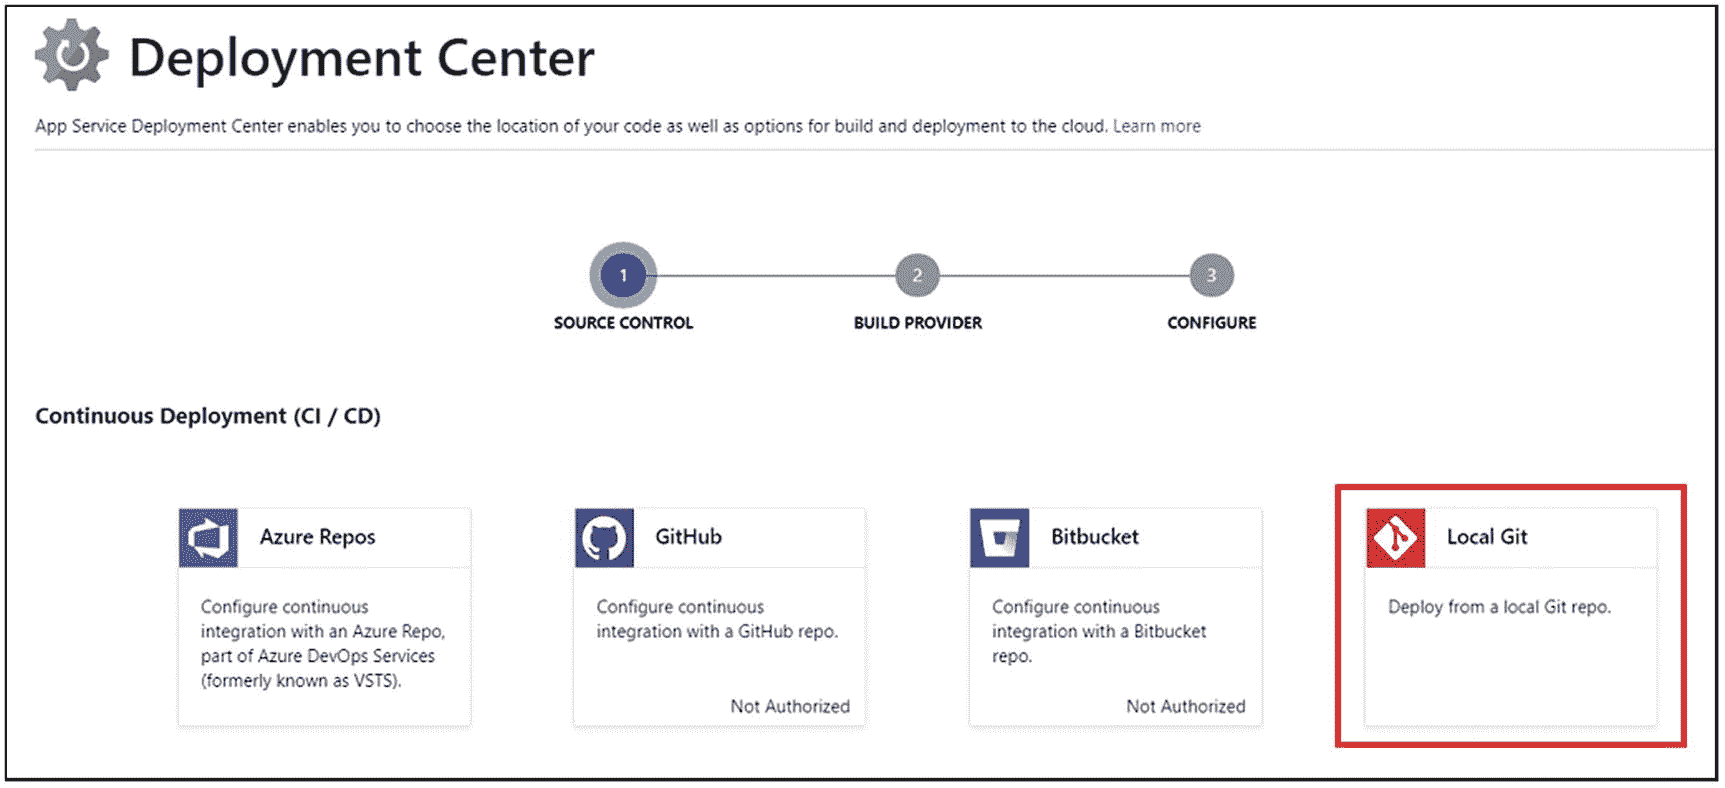 Deployment Center
App Service Deployment Center enables you to choose the location of your code as well as options for build and deployment to the cloud. Learn more
1
2
3
SOURCE CONTROL
BUILD PROVIDER
CONFIGURE
Continuous Deployment (CI / CD)
Azure Repos
Configure continuous
integration with an Azure Repo,
part of Azure DevOps Services
(formerly known as VSTS).
GitHub
Configure continuous
integration with a GitHub repo.
Not Authorized
Bitbucket
Configure continuous
integration with a Bitbucket
repo.
Not Authorized
Local Git
Deploy from a local Git repo.